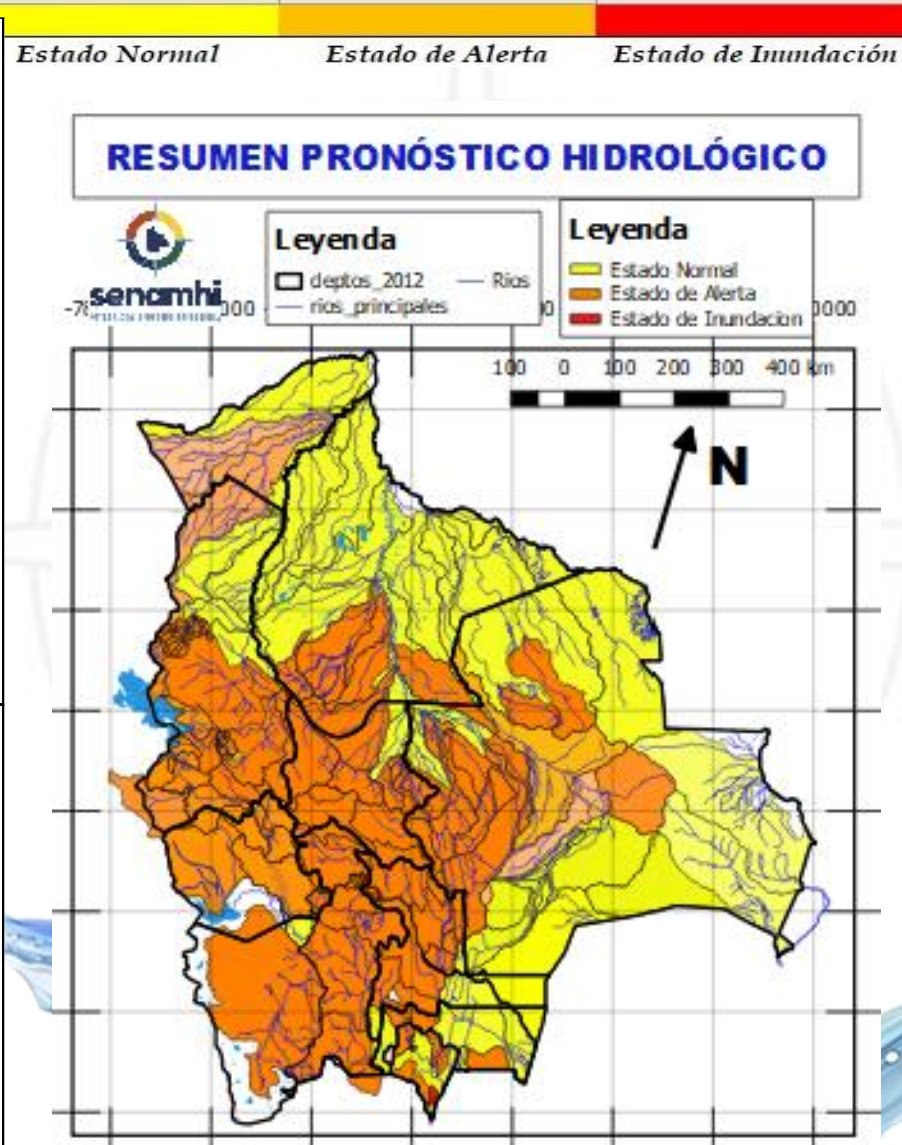 Estado Normal Estado de Alerta Estado de Inundación
RESUMEN PRONÓSTICO HIDROLÓGICO
senamhi
Leyenda
deptos_2012 Rios
rios_principales
Leyenda
Estado Normal
Estado de Alerta
Estado de Inundacion
0000
100 0 100 200 300 400 km
N